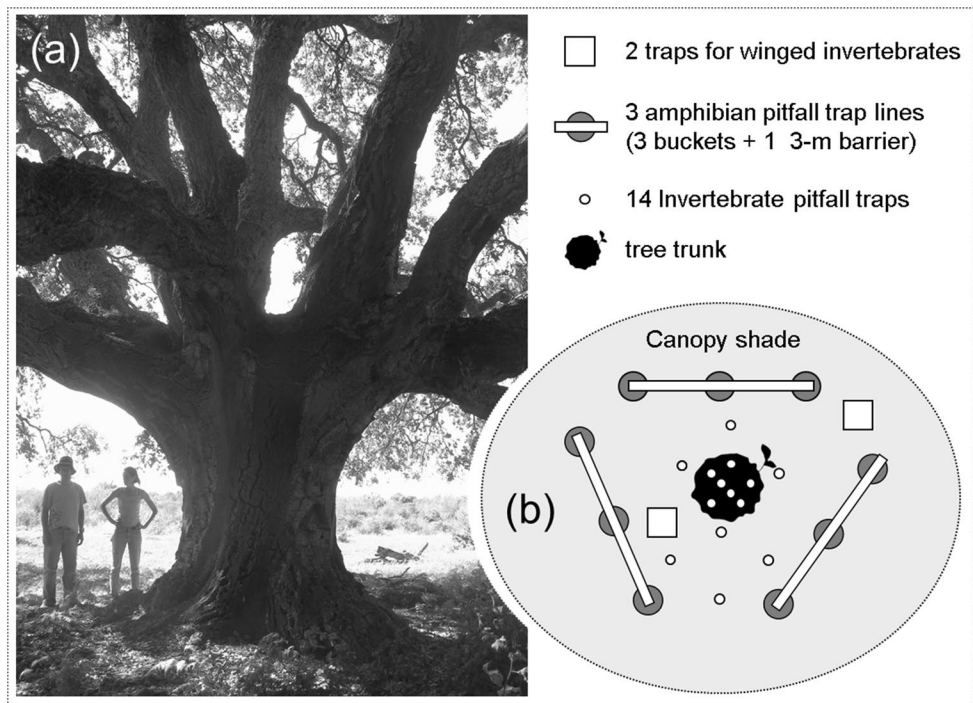 (a)
2 traps for winged invertebrates
3 amphibian pitfall trap lines
(3 buckets + 1 3-m barrier)
14 Invertebrate pitfall traps
tree trunk
Canopy shade
(b)